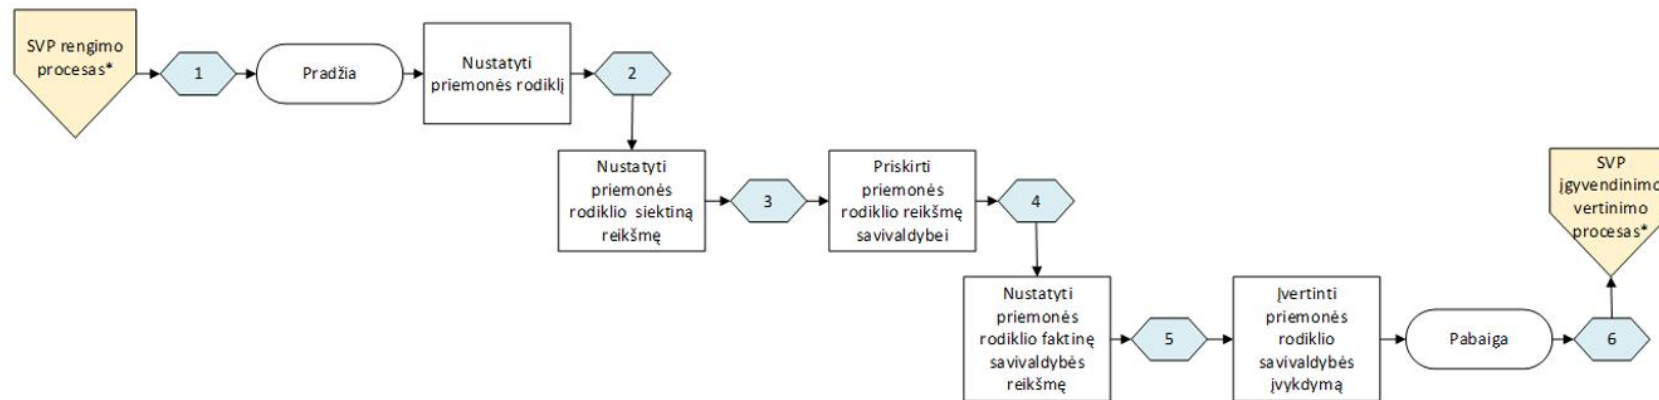 SVP rengimo
procesas*
1
Pradžia
Nustatyti
priemonės rodiklį
2
Nustatyti
priemonės
rodiklio siektiną
reikšmę
3
Priskirti
priemonės
rodiklio reikšmę
savivaldybei
4
Nustatyti
priemonės
rodiklio faktinę
savivaldybės
reikšmę
5
Įvertinti
priemonės
rodiklio
savivaldybės
įvykdymą
Pabaiga
6
SVP
įgyvendinimo
vertinimo
procesas*